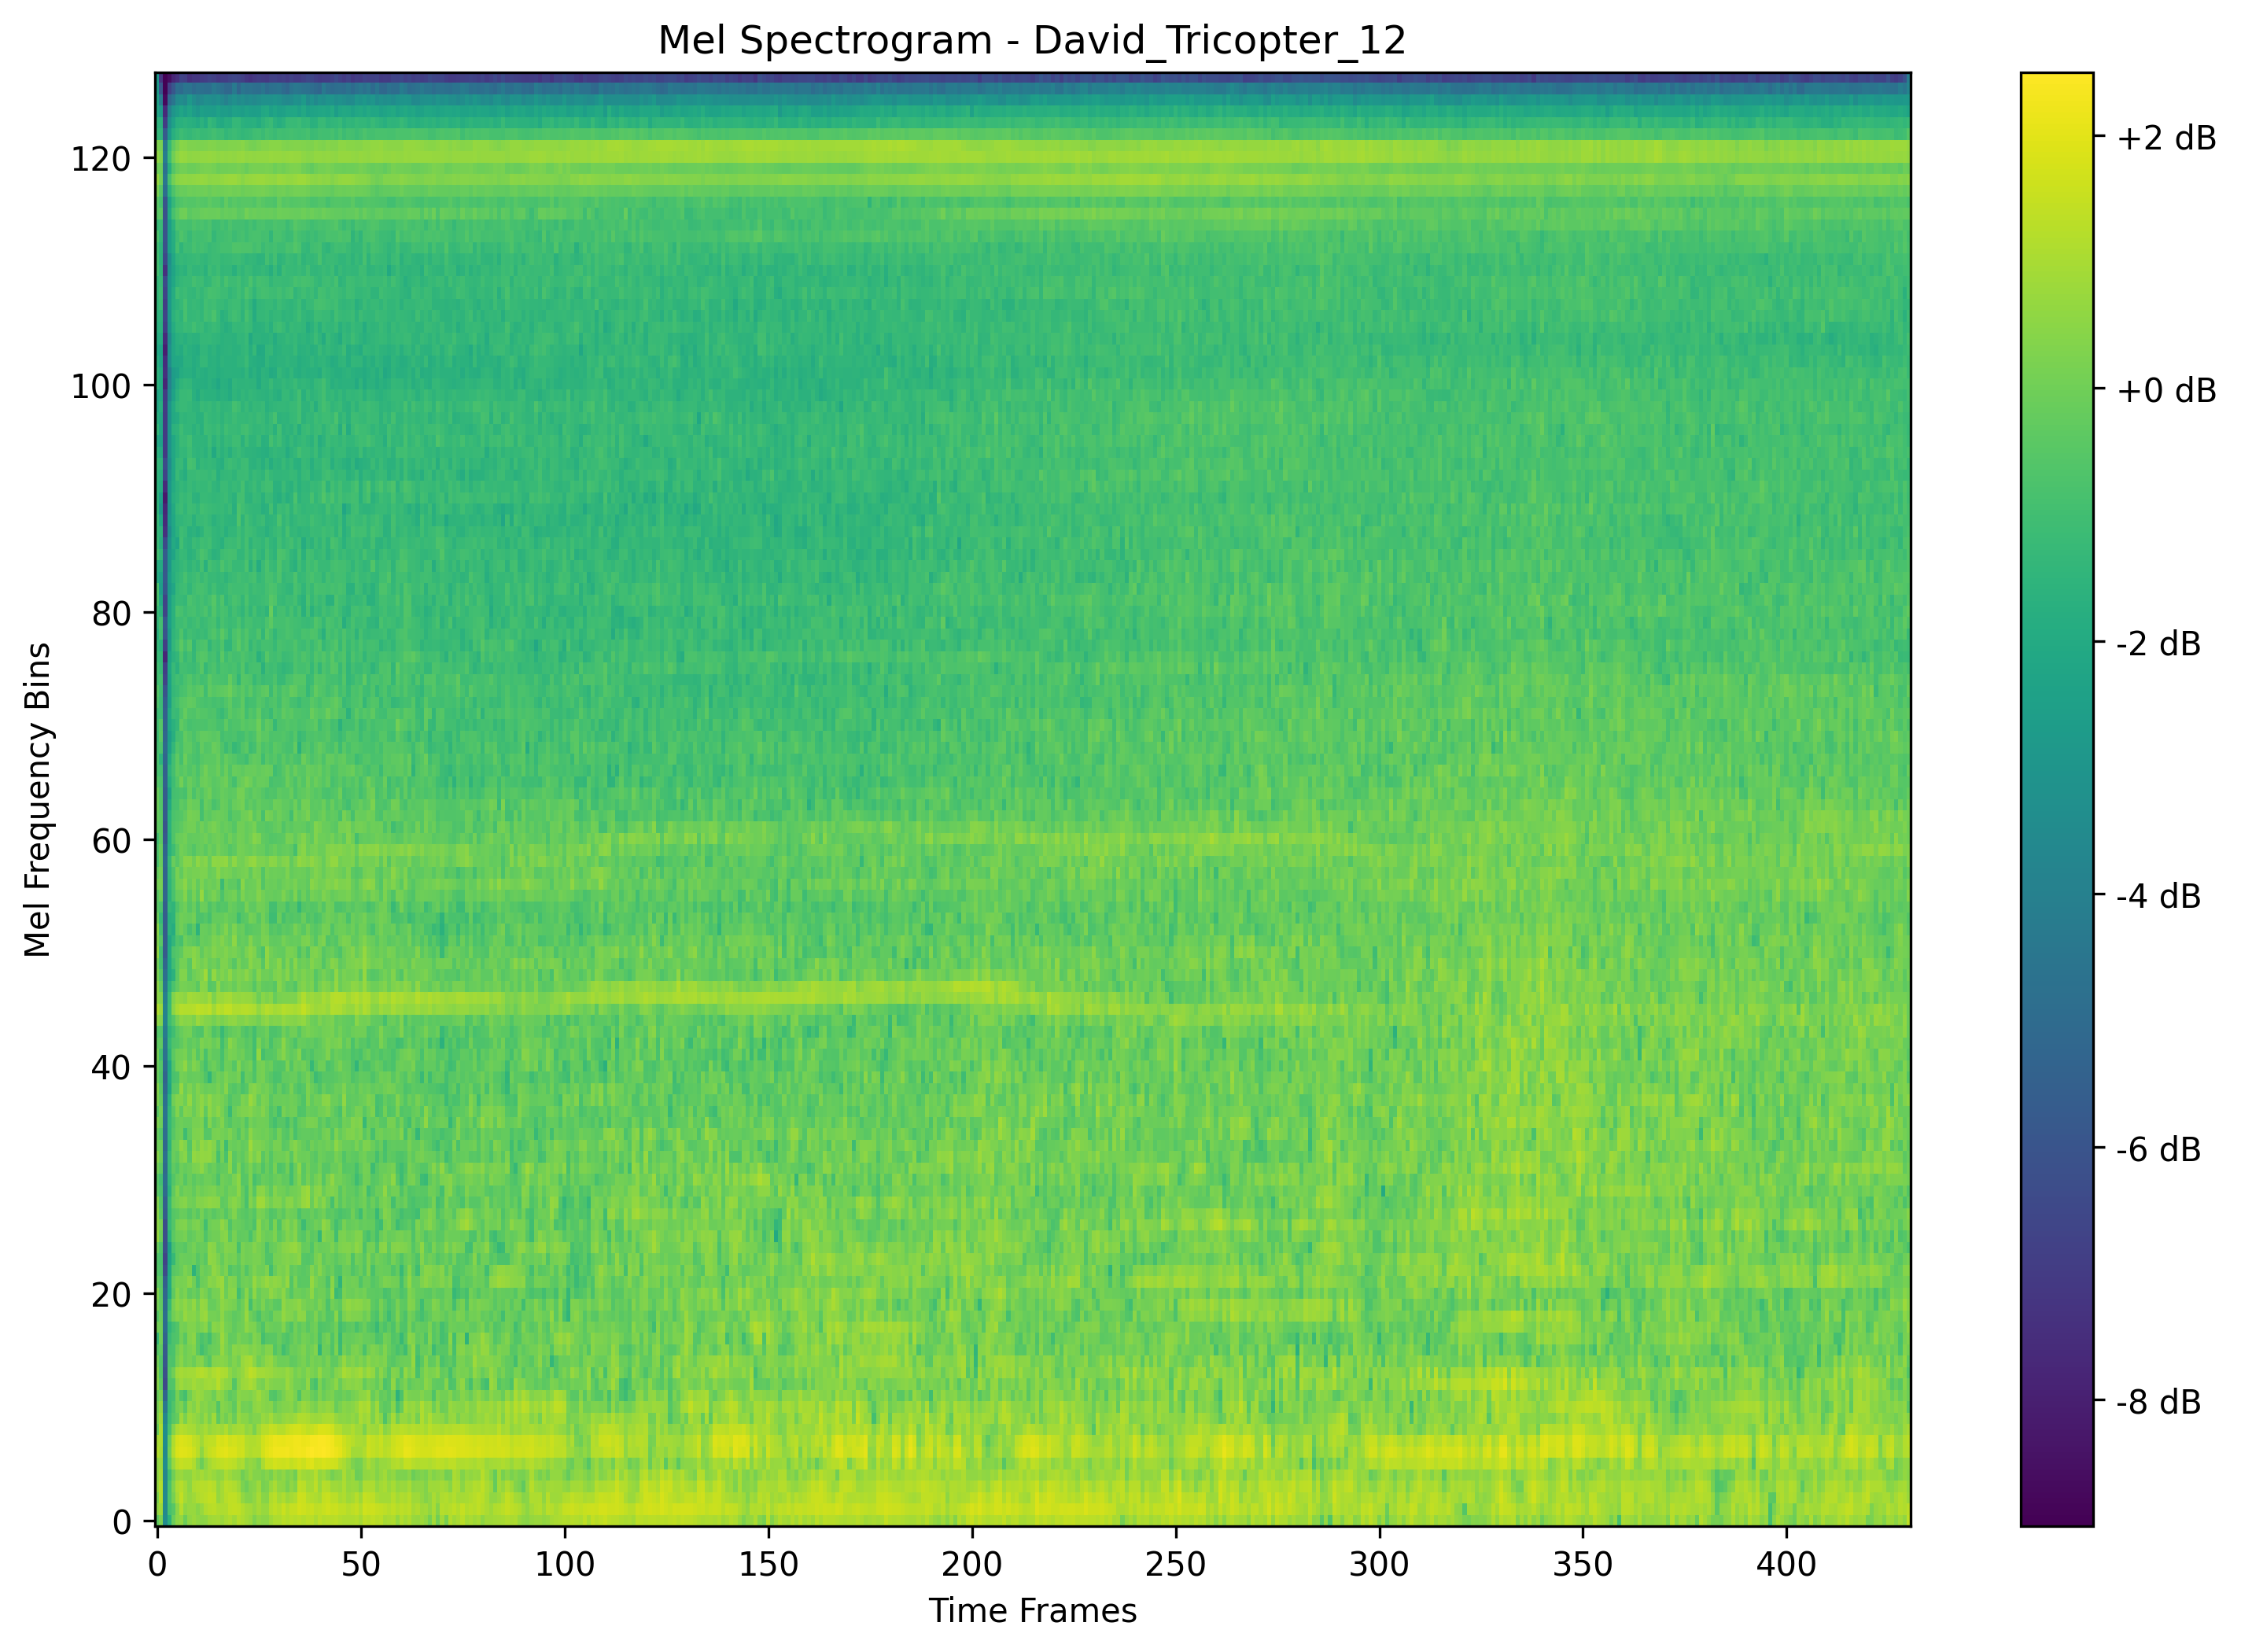 Mel Spectrogram - David_Tricopter_12
Mel Frequency Bins
120
100
80
60
40
20
0
0 50 100 150 200 250 300 350 400
Time Frames
+2 dB
+0 dB
-2 dB
-4 dB
-6 dB
-8 dB